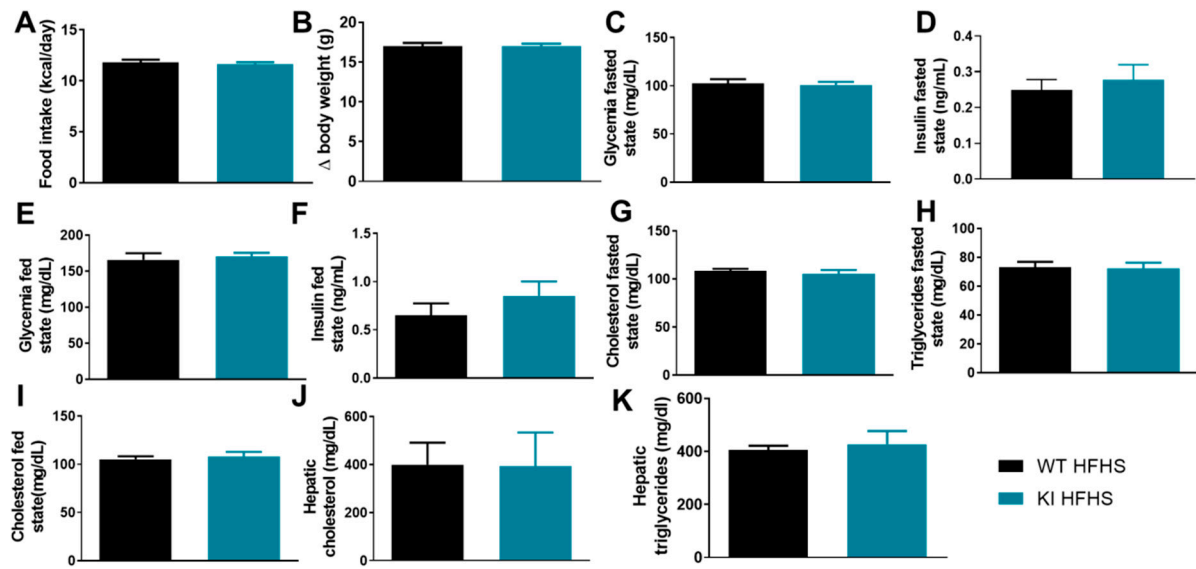 A
Food intake (kcal/day)
15
10
5
0
B
Δ body weight (g)
20
15
10
5
0
C
Glycemia fasted
state (mg/dL)
150
100
50
0
D
Insulin fasted
state (ng/mL)
0.4
0.3
0.2
0.1
0.0
E
Glycemia fed
state (mg/dL)
200
150
100
50
0
F
Insulin fed
state (ng/mL)
1.5
1.0
0.5
0.0
G
Cholesterol fasted
state (mg/dL)
150
100
50
0
H
Triglycerides fasted
state (mg/dL)
100
80
60
40
20
0
I
Cholesterol fed
state(mg/dL)
150
100
50
0
J
Hepatic
cholesterol (mg/dL)
600
400
200
0
K
Hepatic
triglycerides (mg/dl)
600
400
200
0
WT HFHS
KI HFHS